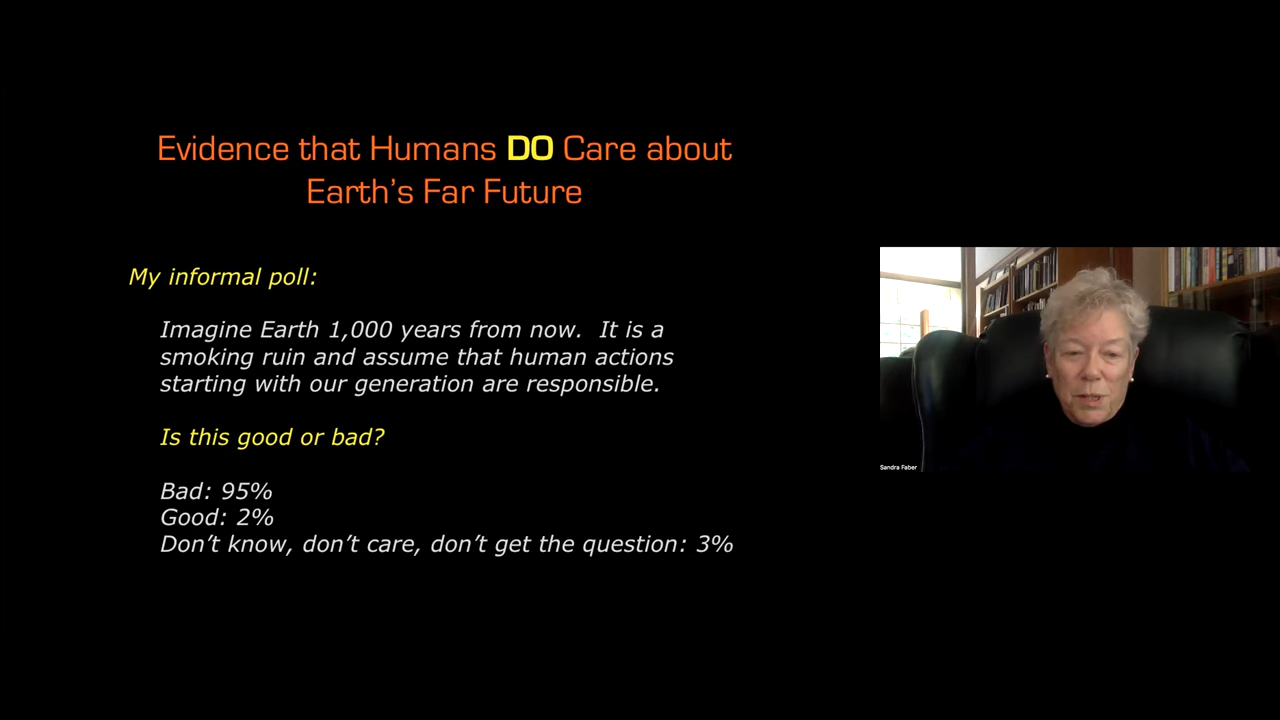 Evidence that Humans DO Care about
Earth's Far Future
My informal poll:
Imagine Earth 1,000 years from now.  It is a
smoking ruin and assume that human actions
starting with our generation are responsible.
Is this good or bad?
Bad: 95%
Good: 2%
Don't know, don't care, don't get the question: 3%
Sandra Faber